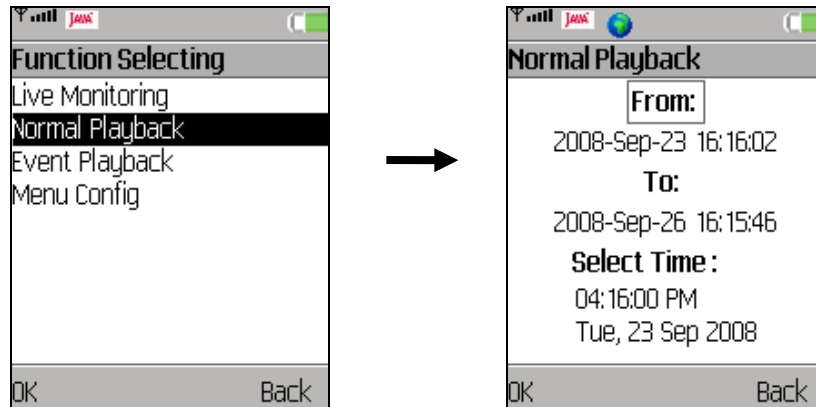 JAVA
Function Selecting
Live Monitoring
Normal Playback
Event Playback
Menu Config
OK Back
JAVA
Normal Playback
From:
2008-Sep-23 16:16:02
To:
2008-Sep-26 16:15:46
Select Time :
04:16:00 PM
Tue, 23 Sep 2008
OK Back